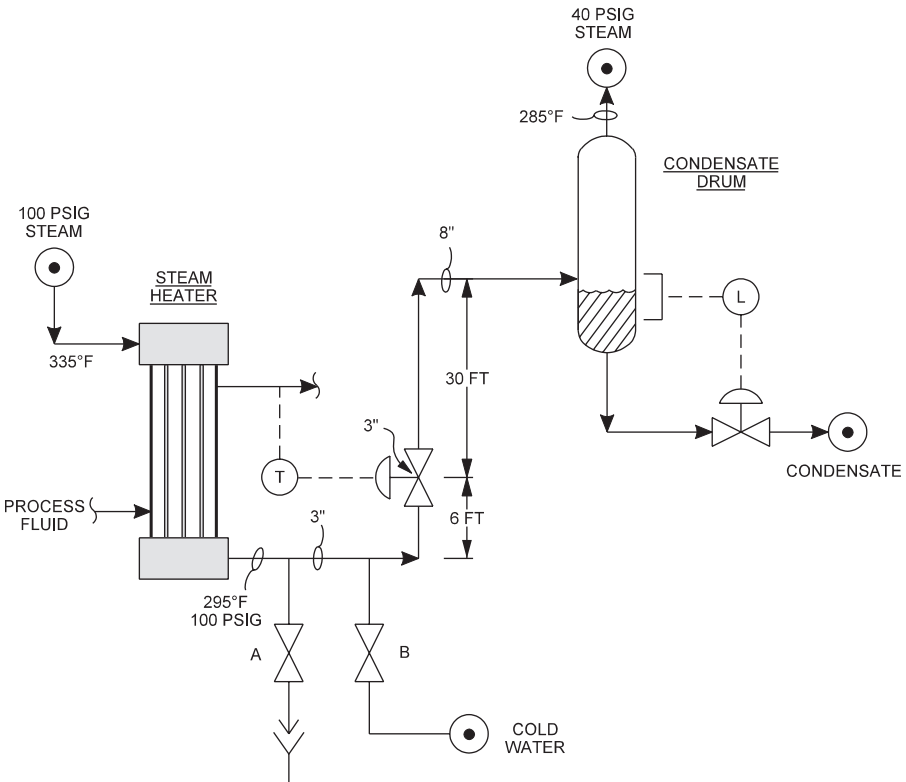 40 PSIG
STEAM
285°F
CONDENSATE
DRUM
100 PSIG
STEAM
8"
STEAM
HEATER
L
335°F
30 FT
3"
T
CONDENSATE
PROCESS
FLUID
3"
6 FT
295°F
100 PSIG
A
B
COLD
WATER